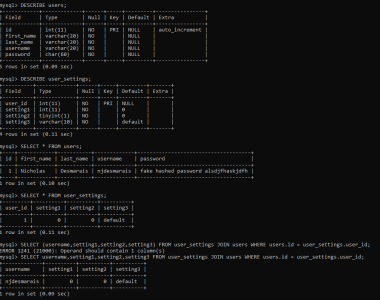 mysql> DESCRIBE users;
+------------+-------------+------+-----+---------+----------------+
| Field      | Type        | Null | Key | Default | Extra          |
+------------+-------------+------+-----+---------+----------------+
| id         | int(11)     | NO   | PRI | NULL    | auto_increment |
| first_name | varchar(20) | NO   |     | NULL    |                |
| last_name  | varchar(20) | NO   |     | NULL    |                |
| username   | varchar(20) | NO   |     | NULL    |                |
| password   | char(60)    | NO   |     | NULL    |                |
+------------+-------------+------+-----+---------+----------------+
5 rows in set (0.09 sec)
mysql> DESCRIBE user_settings;
+----------+-------------+------+-----+---------+-------+
| Field    | Type        | Null | Key | Default | Extra |
+----------+-------------+------+-----+---------+-------+
| user_id  | int(11)     | NO   | PRI | NULL    |       |
| setting1 | int(11)     | NO   |     | 0       |       |
| setting2 | tinyint(1)  | NO   |     | 0       |       |
| setting3 | varchar(10) | NO   |     | default |       |
+----------+-------------+------+-----+---------+-------+
4 rows in set (0.11 sec)
mysql> SELECT * FROM users;
+----+------------+-----------+--------------+-----------------------------------+
| id | first_name | last_name | username     | password                          |
+----+------------+-----------+--------------+-----------------------------------+
| 1 | Nicholas | Desmarais | njdesmarais | fake hashed password
+----+------------+-----------+--------------+-----------------------------------+
1 row in set (0.10 sec)
mysql> SELECT * FROM user_settings;
+---------+----------+----------+----------+
| user_id | setting1 | setting2 | setting3 |
+---------+----------+----------+----------+
|       1 |        0 |        0 | default  |
+---------+----------+----------+----------+
1 row in set (0.11 sec)
mysql> SELECT (username,setting1,setting2,setting3) FROM user_settings JOIN users WHERE users.id = user_settings.user_id;
ERROR 1241 (21000): Operand should contain 1 column(s)
mysql> SELECT username,setting1,setting2,setting3 FROM user_settings JOIN users WHERE users.id = user_settings.user_id;
+-------------+----------+----------+----------+
| username    | setting1 | setting2 | setting3 |
+-------------+----------+----------+----------+
| njdesmarais |        0 |        0 | default  |
+-------------+----------+----------+----------+
1 row in set (0.09 sec)